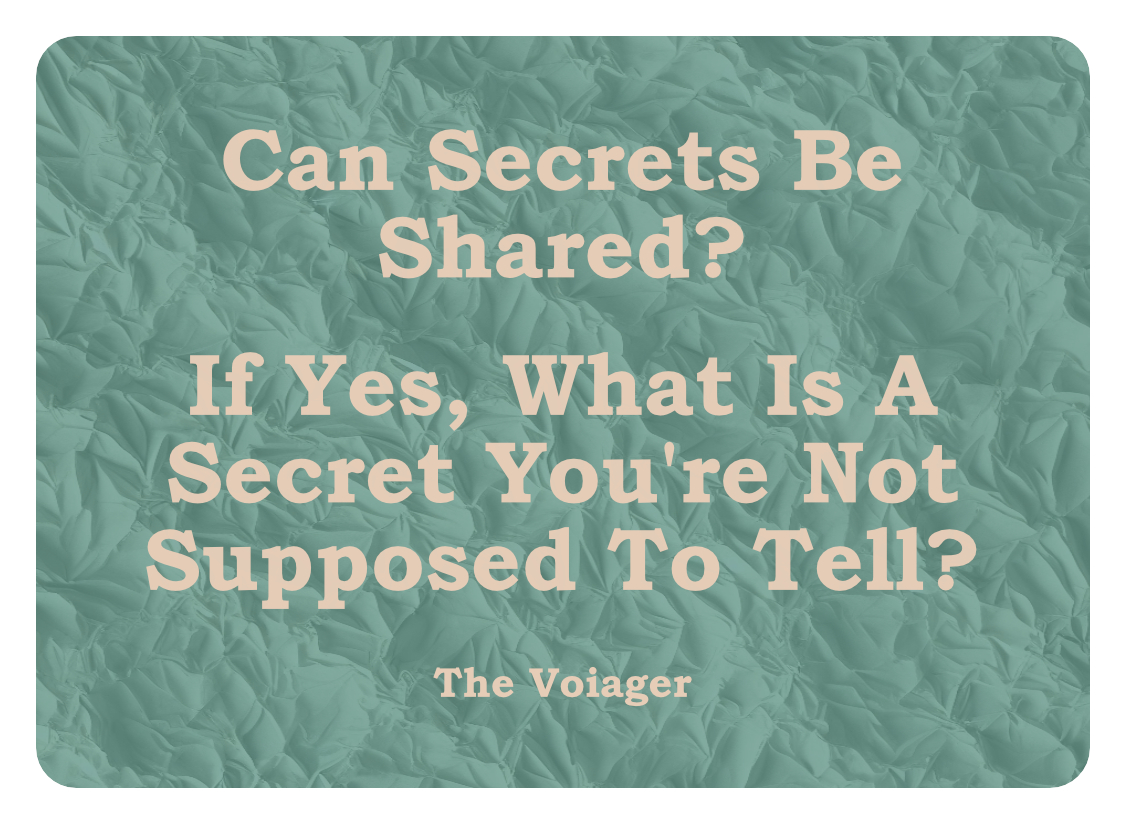 Can Secrets Be
Shared?
If Yes, What Is A
Secret You're Not
Supposed To Tell?
The Voiager